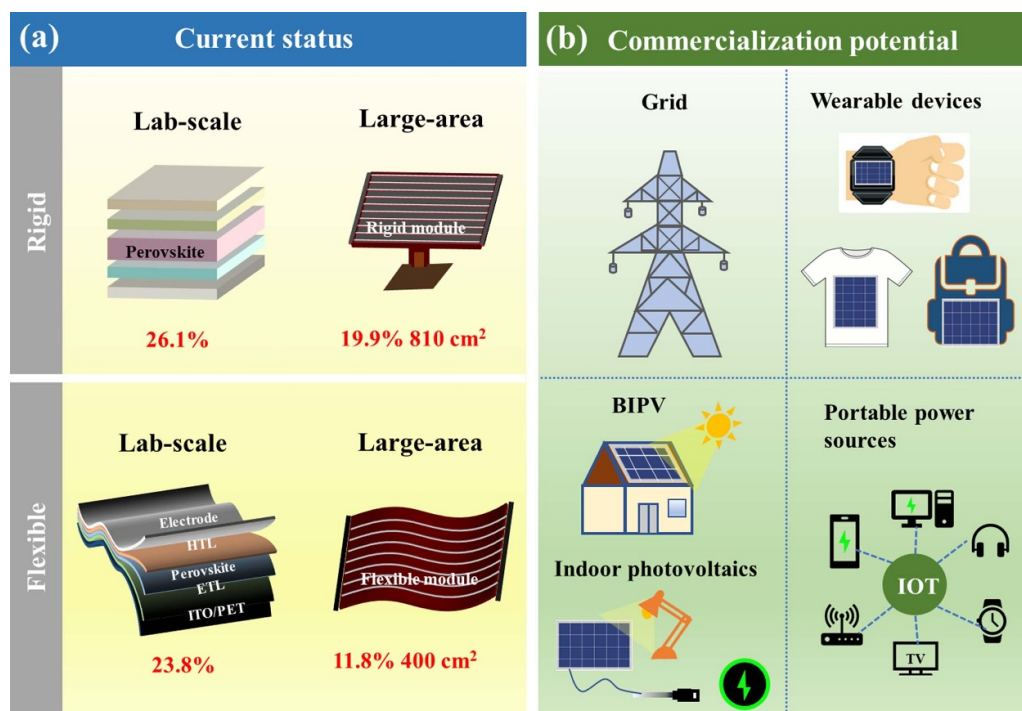 (a)
Current status
Rigid
Lab-scale
Large-area
Perovskite
Rigid module
26.1%
19.9% 810 cm²
Flexible
Lab-scale
Large-area
Electrode
HTL
Perovskite
ETL
ITO/PET
Flexible module
23.8%
11.8% 400 cm²
(b)
Commercialization potential
Grid
Wearable devices
BIPV
Indoor photovoltaics
Portable power
sources
IOT
TV